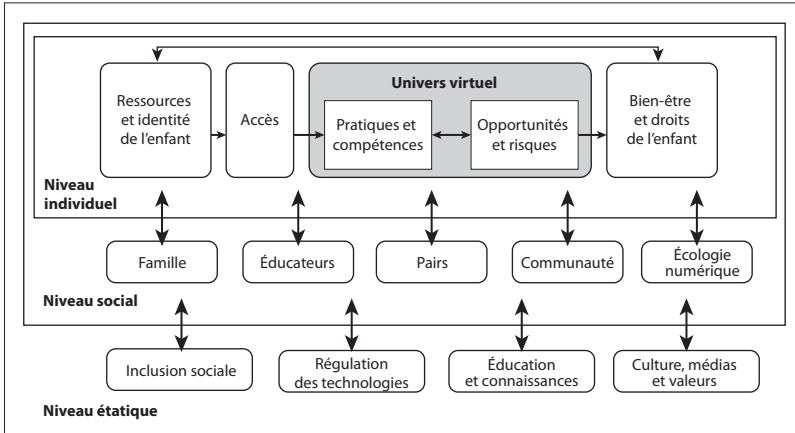 Univers virtuel
Ressources
et identité
de l'enfant
Accès
Pratiques et
compétences
Opportunités
et risques
Bien-être
et droits
de l'enfant
Niveau
individuel
Famille
Éducateurs
Pairs
Communauté
Écologie
numérique
Niveau social
Inclusion sociale
Régulation
des technologies
Éducation
et connaissances
Culture, médias
et valeurs
Niveau étatique